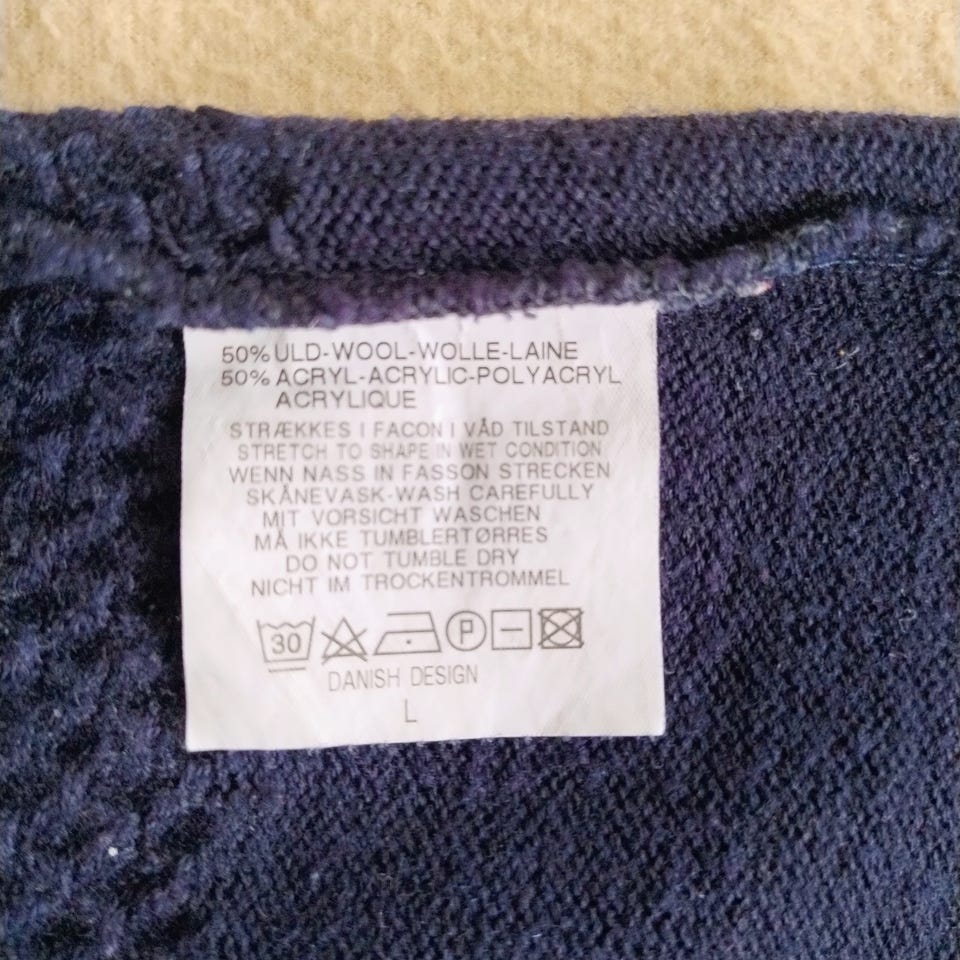 50% ULD-WOOL-WOLLE-LAINE
50% ACRYL-ACRYLIC-POLYACRYL
ACRYLIQUE
STRÆKKES I FACON I VÅD TILSTAND
STRETCH TO SHAPE IN WET CONDITION
WENN NASS IN FASSON STRECKEN
SKÅNEVASK-WASH CAREFULLY
MIT VORSICHT WASCHEN
MÅ IKKE TUMBLERTØRRES
DO NOT TUMBLE DRY
NICHT IM TROCKENTROMMEL
30 P
DANISH DESIGN
L